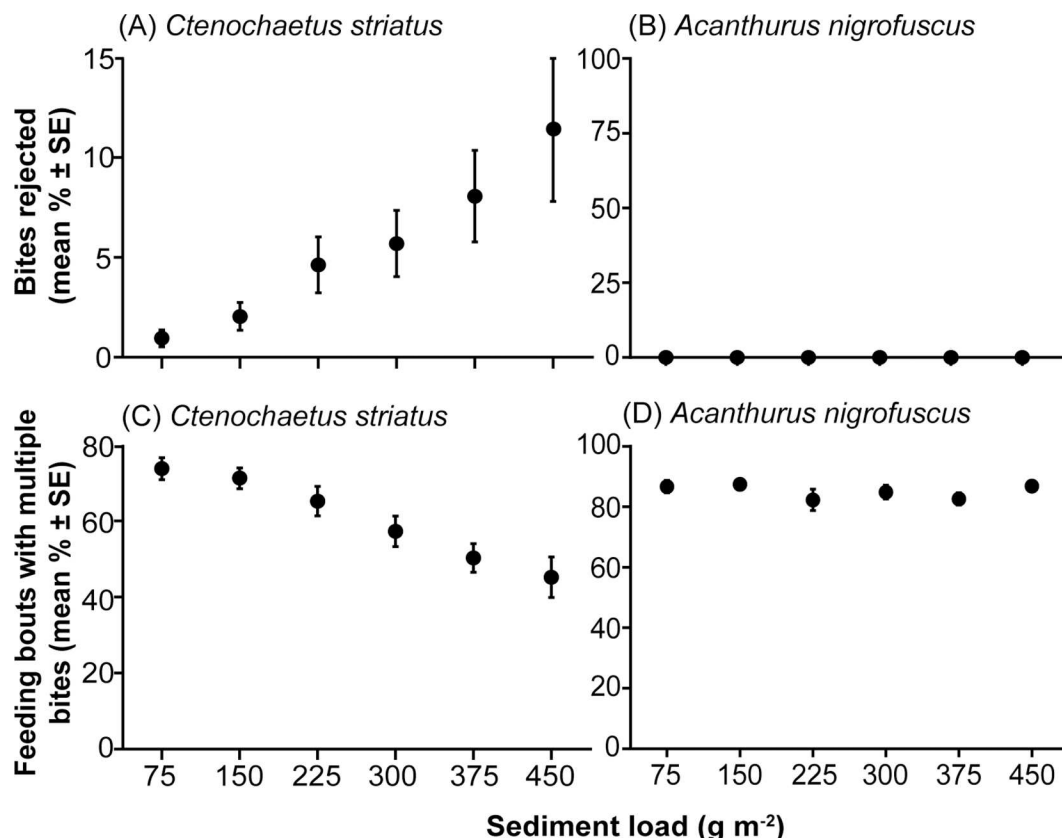 (A) Ctenochaetus striatus
(B) Acanthurus nigrofuscus
Bites rejected
(mean % ± SE)
15
10
5
0
100
75
50
25
0
(C) Ctenochaetus striatus
(D) Acanthurus nigrofuscus
Feeding bouts with multiple
bites (mean % ± SE)
80
60
40
20
0
100
80
60
40
20
0
75 150 225 300 375 450
75 150 225 300 375 450
Sediment load (g m⁻²)